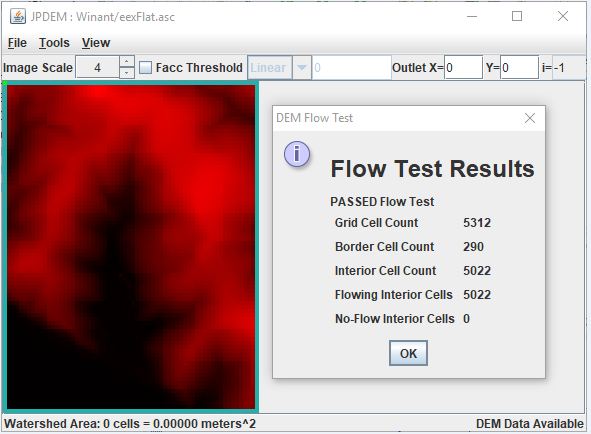 JPDEM : Winant/eexFlat.asc
File Tools View
Image Scale 4 Facc Threshold Linear 0 Outlet X= 0 Y= 0 i= -1
DEM Flow Test
Flow Test Results
PASSED Flow Test
Grid Cell Count 5312
Border Cell Count 290
Interior Cell Count 5022
Flowing Interior Cells 5022
No-Flow Interior Cells 0
OK
Watershed Area: 0 cells = 0.00000 meters^2 DEM Data Available